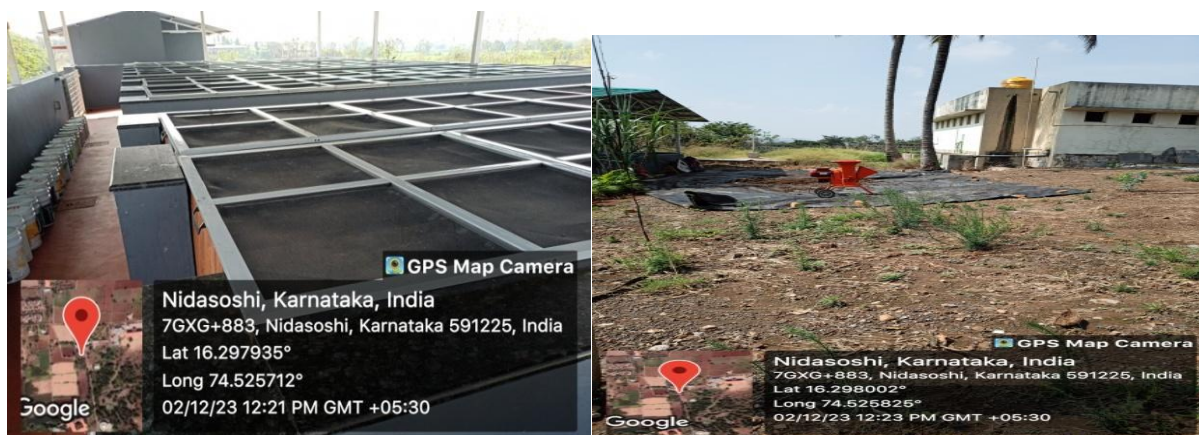 GPS Map Camera
Nidasoshi, Karnataka, India
7GXG+883, Nidasoshi, Karnataka 591225, India
Lat 16.297935°
Long 74.525712°
02/12/23 12:21 PM GMT +05:30
Google
GPS Map Camera
Nidasoshi, Karnataka, India
7GXG+883, Nidasoshi, Karnataka 591225, India
Lat 16.298002°
Long 74.525825°
02/12/23 12:23 PM GMT +05:30
Google